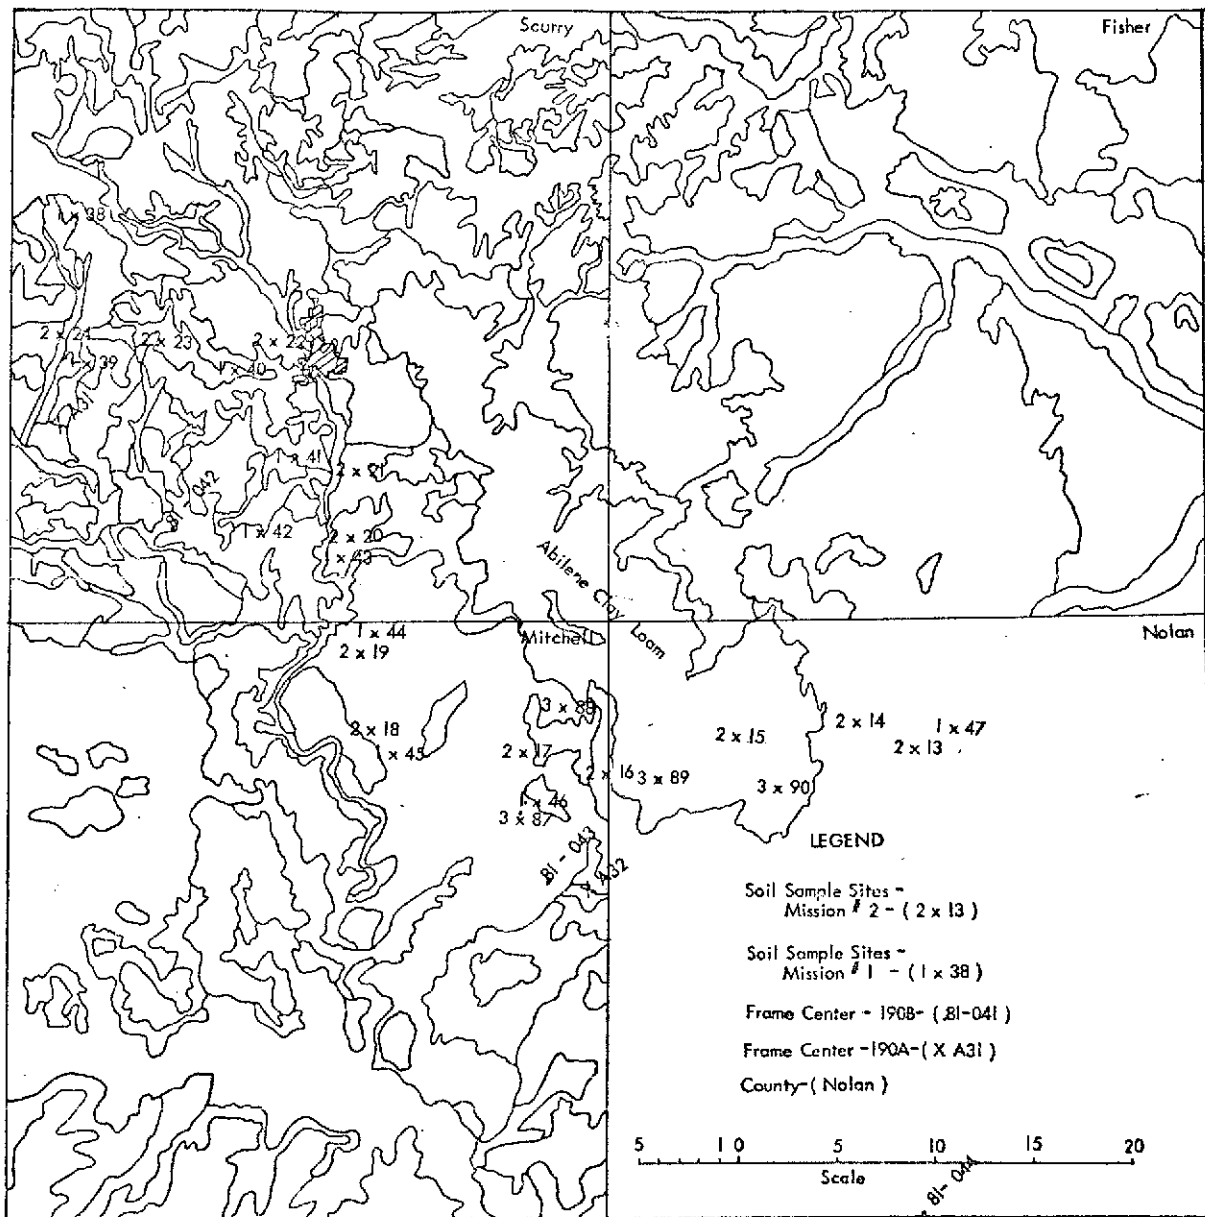 Scurry
Fisher
1 x 38
2 x 24
2 x 23
2 x 22
1 x 39
1 x 40
1 x 41
2 x 21
81 - 042
1 x 42
2 x 20
1 x 43
Abilene Clay Loam
1 x 44
Mitchell
Nolan
2 x 19
3 x 88
2 x 18
2 x 14
1 x 47
2 x 15
1 x 45
2 x 17
2 x 13
2 x 16
3 x 89
3 x 90
1 x 46
3 x 87
81 - 043
X A32
LEGEND
Soil Sample Sites -
Mission # 2 - ( 2 x 13 )
Soil Sample Sites -
Mission # 1 - ( 1 x 38 )
Frame Center - 190B- ( 81-041 )
Frame Center -190A-( X A31 )
County-( Nolan )
5 1 0 5 10 15 20
Scale
81- 044